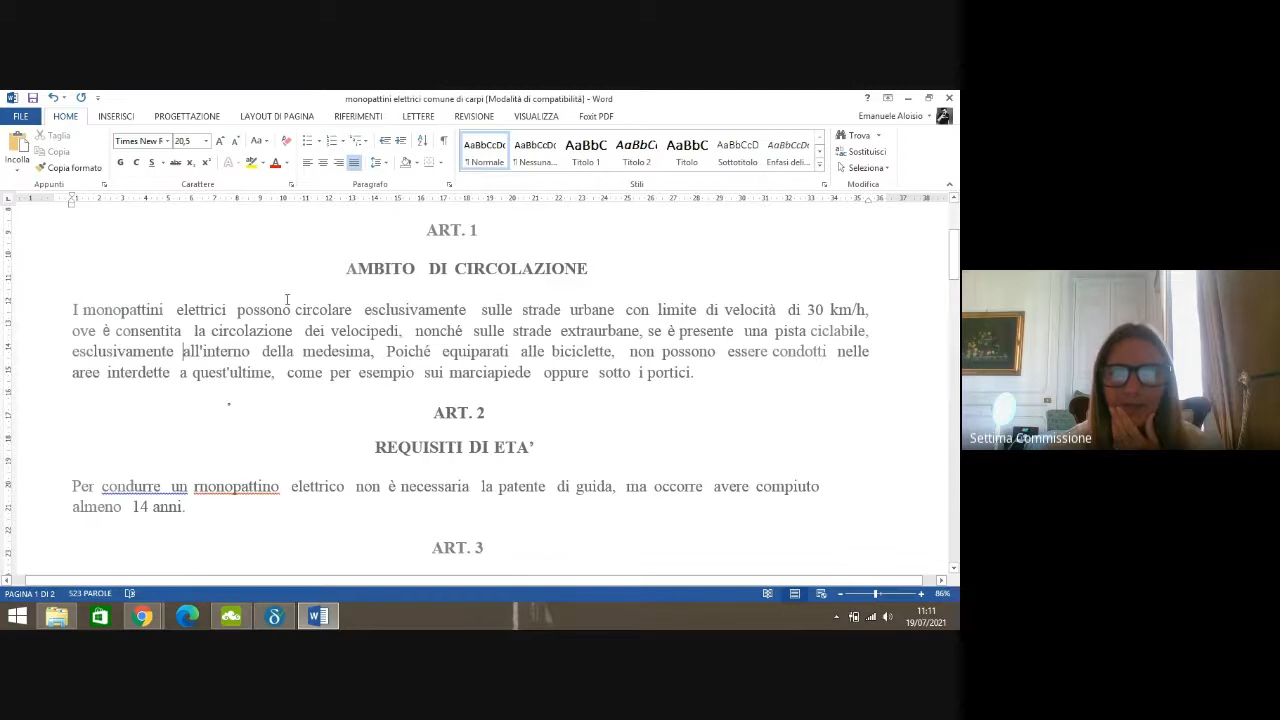 monopattini elettrici comune di carpi [Modalità di compatibilità] - Word
FILE HOME INSERISCI PROGETTAZIONE LAYOUT DI PAGINA RIFERIMENTI LETTERE REVISIONE VISUALIZZA Foxit PDF Emanuele Aloisio
Incolla
Taglia
Copia
Copia formato
Appunti
Times New F 20,5
G C S abc
Carattere
Paragrafo
AaBbCcDc AaBbCcDc AaBbC AaBbCc AaBbC AaBbCcD AaBbCcDc
¶ Normale ¶ Nessuna... Titolo 1 Titolo 2 Titolo Sottotitolo Enfasi deli...
Stili
Trova
Sostituisci
Seleziona
Modifica
ART. 1
AMBITO DI CIRCOLAZIONE
I monopattini elettrici possono circolare esclusivamente sulle strade urbane con limite di velocità di 30 km/h,
ove è consentita la circolazione dei velocipedi, nonché sulle strade extraurbane, se è presente una pista ciclabile,
esclusivamente all'interno della medesima, Poiché equiparati alle biciclette, non possono essere condotti nelle
aree interdette a quest'ultime, come per esempio sui marciapiede oppure sotto i portici.
ART. 2
REQUISITI DI ETA’
Per condurre un rnonopattino elettrico non è necessaria la patente di guida, ma occorre avere compiuto
almeno 14 anni.
ART. 3
PAGINA 1 DI 2 523 PAROLE 86%
11:11
19/07/2021
Settima Commissione